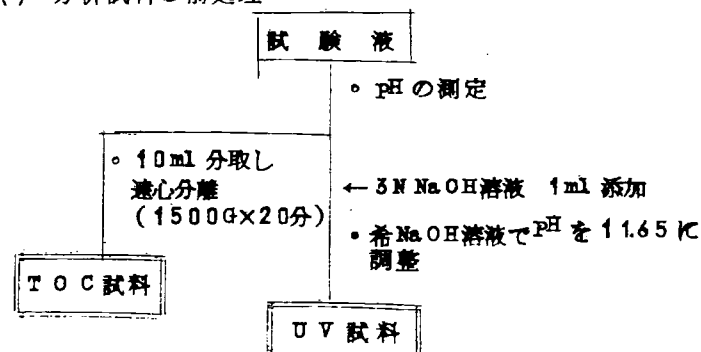 分析試料の前処理
試験液
• pHの測定
• 10ml 分取し
遠心分離
(1500G×20分)
← 3N NaOH溶液 1ml 添加
• 希NaOH溶液でpHを11.65に
調整
TOC試料
UV試料